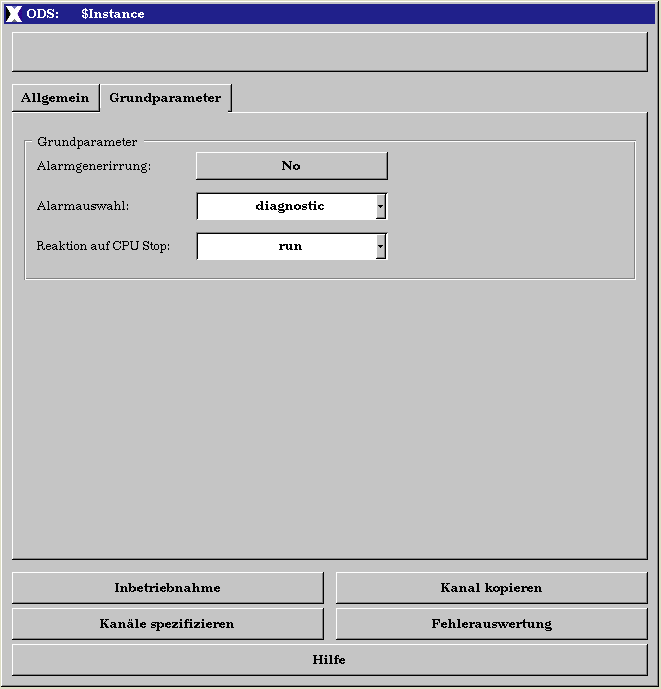 ODS: $Instance
Allgemein Grundparameter
Grundparameter
Alarmgenerirrung: No
Alarmauswahl: diagnostic
Reaktion auf CPU Stop: run
Inbetriebnahme Kanal kopieren
Kanäle spezifizieren Fehlerauswertung
Hilfe